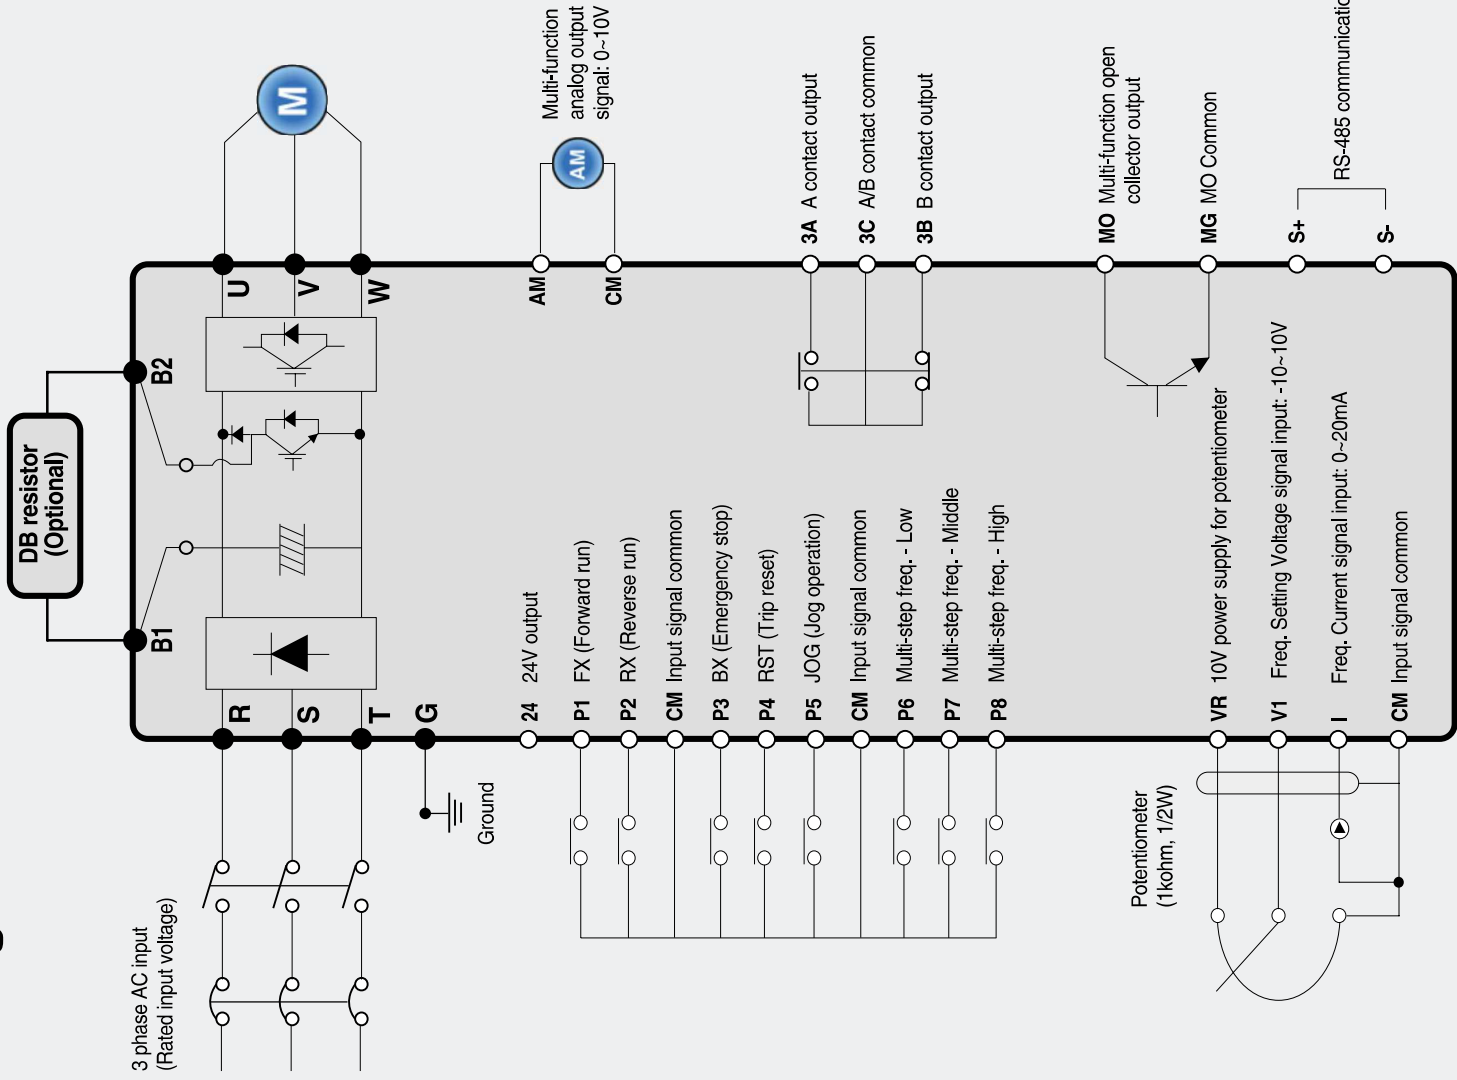 DB resistor
(Optional)
B1
B2
3 phase AC input
(Rated input voltage)
R
S
T
G
Ground
U
V
W
M
24 24V output
P1 FX (Forward run)
P2 RX (Reverse run)
CM Input signal common
P3 BX (Emergency stop)
P4 RST (Trip reset)
P5 JOG (Jog operation)
CM Input signal common
P6 Multi-step freq. - Low
P7 Multi-step freq. - Middle
P8 Multi-step freq. - High
Potentiometer
(1kohm, 1/2W)
VR 10V power supply for potentiometer
V1 Freq. Setting Voltage signal input: -10~10V
I Freq. Current signal input: 0~20mA
CM Input signal common
AM
CM
AM
Multi-function
analog output
signal: 0~10V
3A A contact output
3C A/B contact common
3B B contact output
MO Multi-function open
collector output
MG MO Common
S+
S-
RS-485